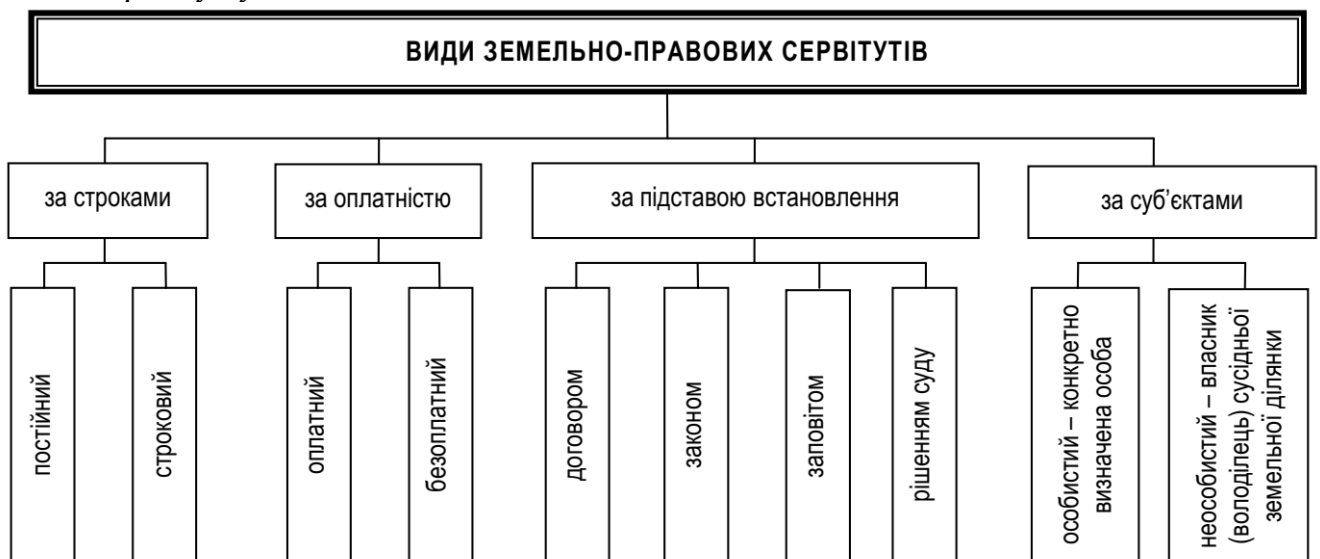 ВИДИ ЗЕМЕЛЬНО-ПРАВОВИХ СЕРВІТУТІВ
за строками
за оплатністю
за підставою встановлення
за суб’єктами
постійний
строковий
оплатний
безоплатний
договором
законом
заповітом
рішенням суду
особистий – конкретно
визначена особа
неособистий – власник
(володілець) сусідньої
земельної ділянки